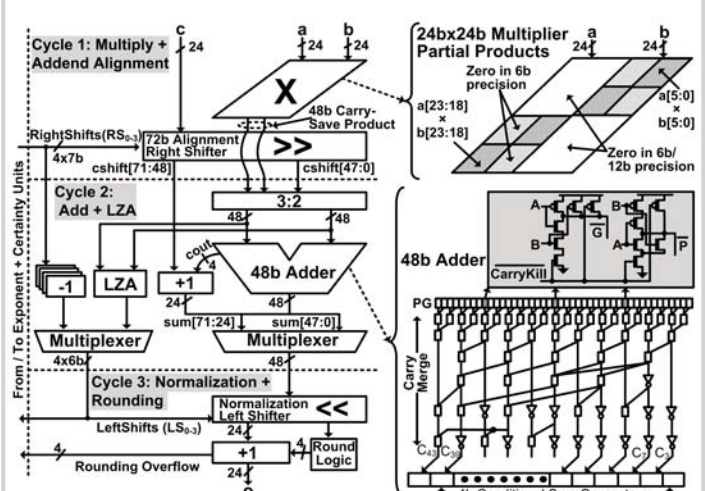 Cycle 1: Multiply +
Addend Alignment
c
24
a
b
24
24
X
48b Carry-
Save Product
RightShifts(RS0-3)
4x7b
72b Alignment
Right Shifter
>>
cshift[71:48]
cshift[47:0]
Cycle 2:
Add + LZA
3:2
48
48
From / To Exponent + Certainty Units
-1
LZA
cout
4
+1
48b Adder
24
48
sum[71:24]
sum[47:0]
Multiplexer
Multiplexer
4x6b
48
Cycle 3: Normalization +
Rounding
Normalization
Left Shifter
<<
LeftShifts (LS0-3)
24
4
+1
4
Round
Logic
Rounding Overflow
24
24bx24b Multiplier
Partial Products
a
b
24
24
Zero in 6b
precision
a[23:18]
×
b[23:18]
a[5:0]
×
b[5:0]
Zero in 6b/
12b precision
48b Adder
A
B
G
B
A
P
CarryKill
PG
Carry
Merge
C43
C39
C7
C3